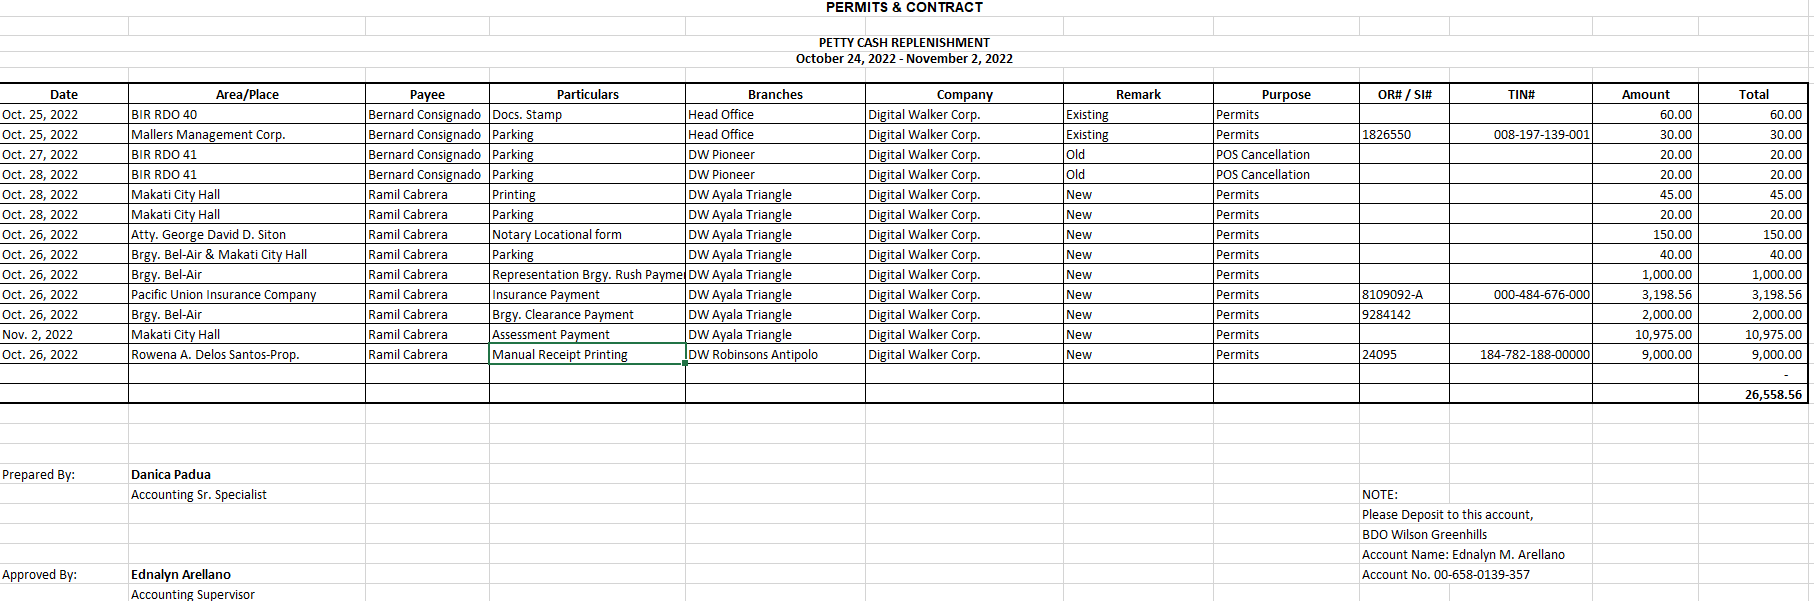 PERMITS & CONTRACT
PETTY CASH REPLENISHMENT
October 24, 2022 - November 2, 2022
Date Area/Place Payee Particulars Branches Company Remark Purpose OR# / SI# TIN# Amount Total
Oct. 25, 2022 BIR RDO 40 Bernard Consignado Docs. Stamp Head Office Digital Walker Corp. Existing Permits 60.00 60.00
Oct. 25, 2022 Mallers Management Corp. Bernard Consignado Parking Head Office Digital Walker Corp. Existing Permits 1826550 008-197-139-001 30.00 30.00
Oct. 27, 2022 BIR RDO 41 Bernard Consignado Parking DW Pioneer Digital Walker Corp. Old POS Cancellation 20.00 20.00
Oct. 28, 2022 BIR RDO 41 Bernard Consignado Parking DW Pioneer Digital Walker Corp. Old POS Cancellation 20.00 20.00
Oct. 28, 2022 Makati City Hall Ramil Cabrera Printing DW Ayala Triangle Digital Walker Corp. New Permits 45.00 45.00
Oct. 28, 2022 Makati City Hall Ramil Cabrera Parking DW Ayala Triangle Digital Walker Corp. New Permits 20.00 20.00
Oct. 26, 2022 Atty. George David D. Siton Ramil Cabrera Notary Locational form DW Ayala Triangle Digital Walker Corp. New Permits 150.00 150.00
Oct. 26, 2022 Brgy. Bel-Air & Makati City Hall Ramil Cabrera Parking DW Ayala Triangle Digital Walker Corp. New Permits 40.00 40.00
Oct. 26, 2022 Brgy. Bel-Air Ramil Cabrera Representation Brgy. Rush Payme DW Ayala Triangle Digital Walker Corp. New Permits 1,000.00 1,000.00
Oct. 26, 2022 Pacific Union Insurance Company Ramil Cabrera Insurance Payment DW Ayala Triangle Digital Walker Corp. New Permits 8109092-A 000-484-676-000 3,198.56 3,198.56
Oct. 26, 2022 Brgy. Bel-Air Ramil Cabrera Brgy. Clearance Payment DW Ayala Triangle Digital Walker Corp. New Permits 9284142 2,000.00 2,000.00
Nov. 2, 2022 Makati City Hall Ramil Cabrera Assessment Payment DW Ayala Triangle Digital Walker Corp. New Permits 10,975.00 10,975.00
Oct. 26, 2022 Rowena A. Delos Santos-Prop. Ramil Cabrera Manual Receipt Printing DW Robinsons Antipolo Digital Walker Corp. New Permits 24095 184-782-188-00000 9,000.00 9,000.00
-
26,558.56
Prepared By: Danica Padua
Accounting Sr. Specialist NOTE:
Please Deposit to this account,
BDO Wilson Greenhills
Account Name: Ednalyn M. Arellano
Approved By: Ednalyn Arellano Account No. 00-658-0139-357
Accounting Supervisor